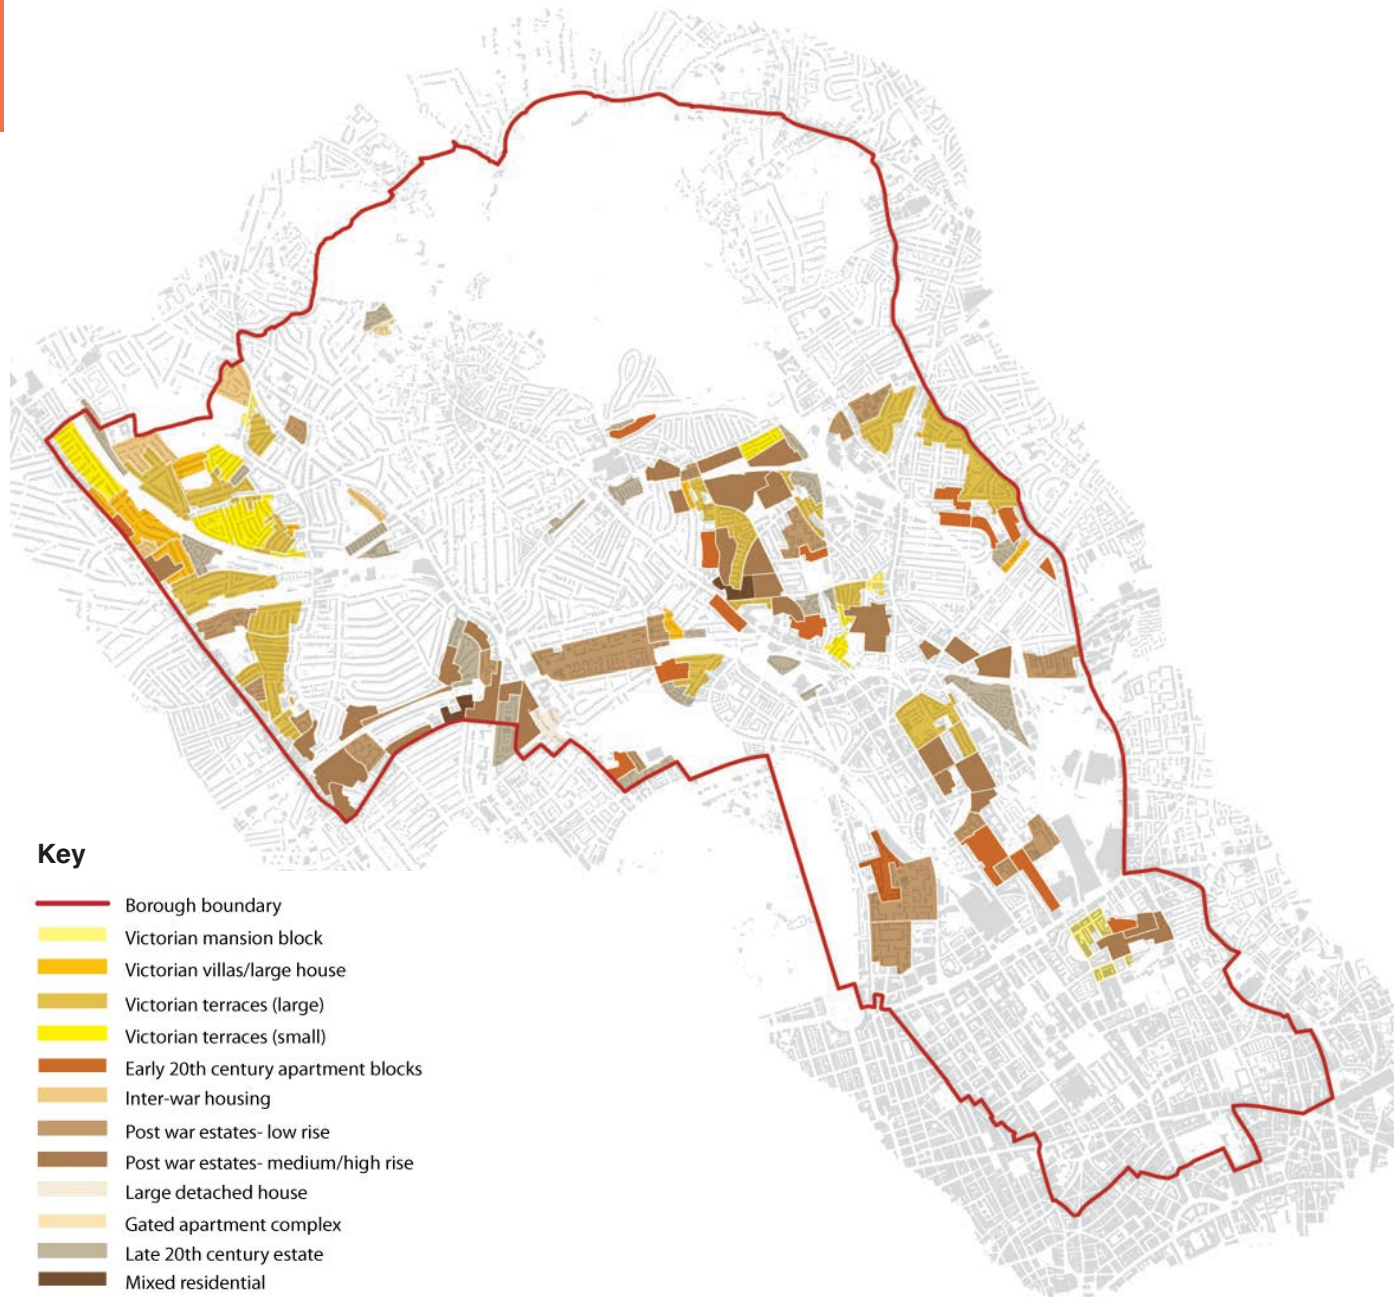 Key
Borough boundary
Victorian mansion block
Victorian villas/large house
Victorian terraces (large)
Victorian terraces (small)
Early 20th century apartment blocks
Inter-war housing
Post war estates- low rise
Post war estates- medium/high rise
Large detached house
Gated apartment complex
Late 20th century estate
Mixed residential